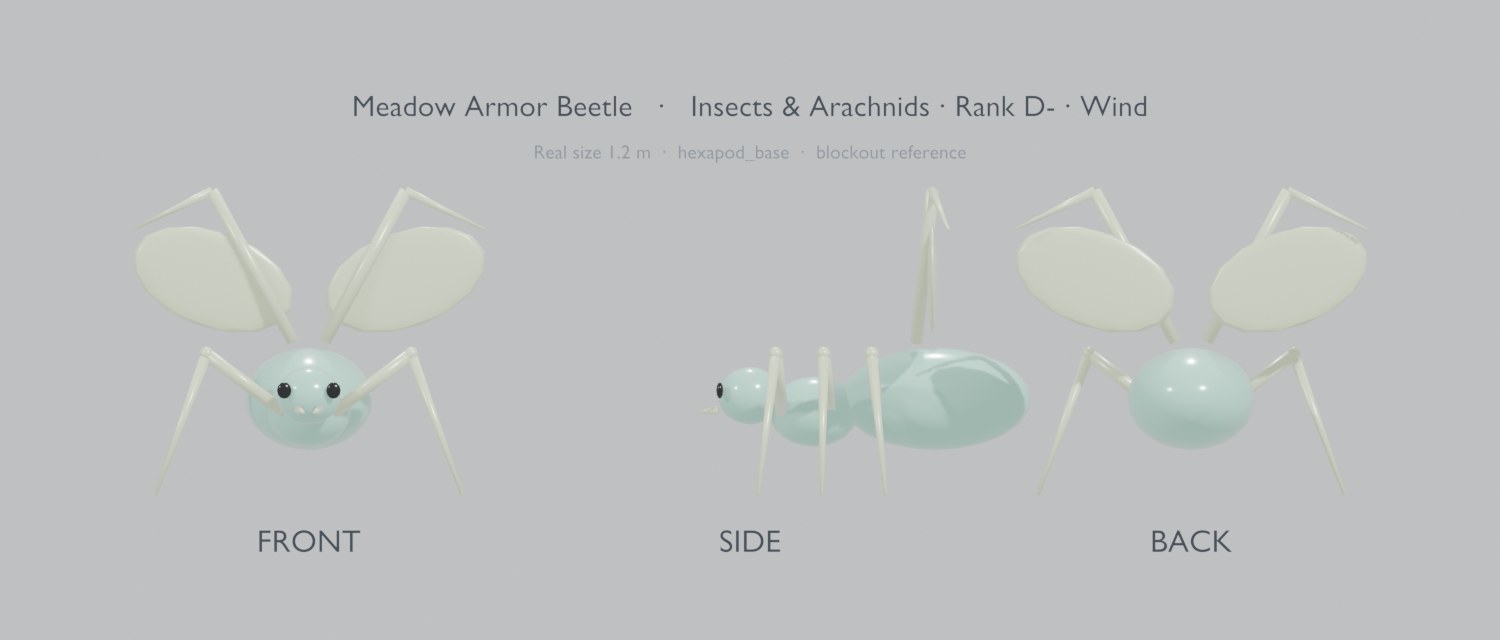 Meadow Armor Beetle · Insects & Arachnids · Rank D- · Wind
Real size 1.2 m · hexapod_base · blockout reference
FRONT
SIDE
BACK